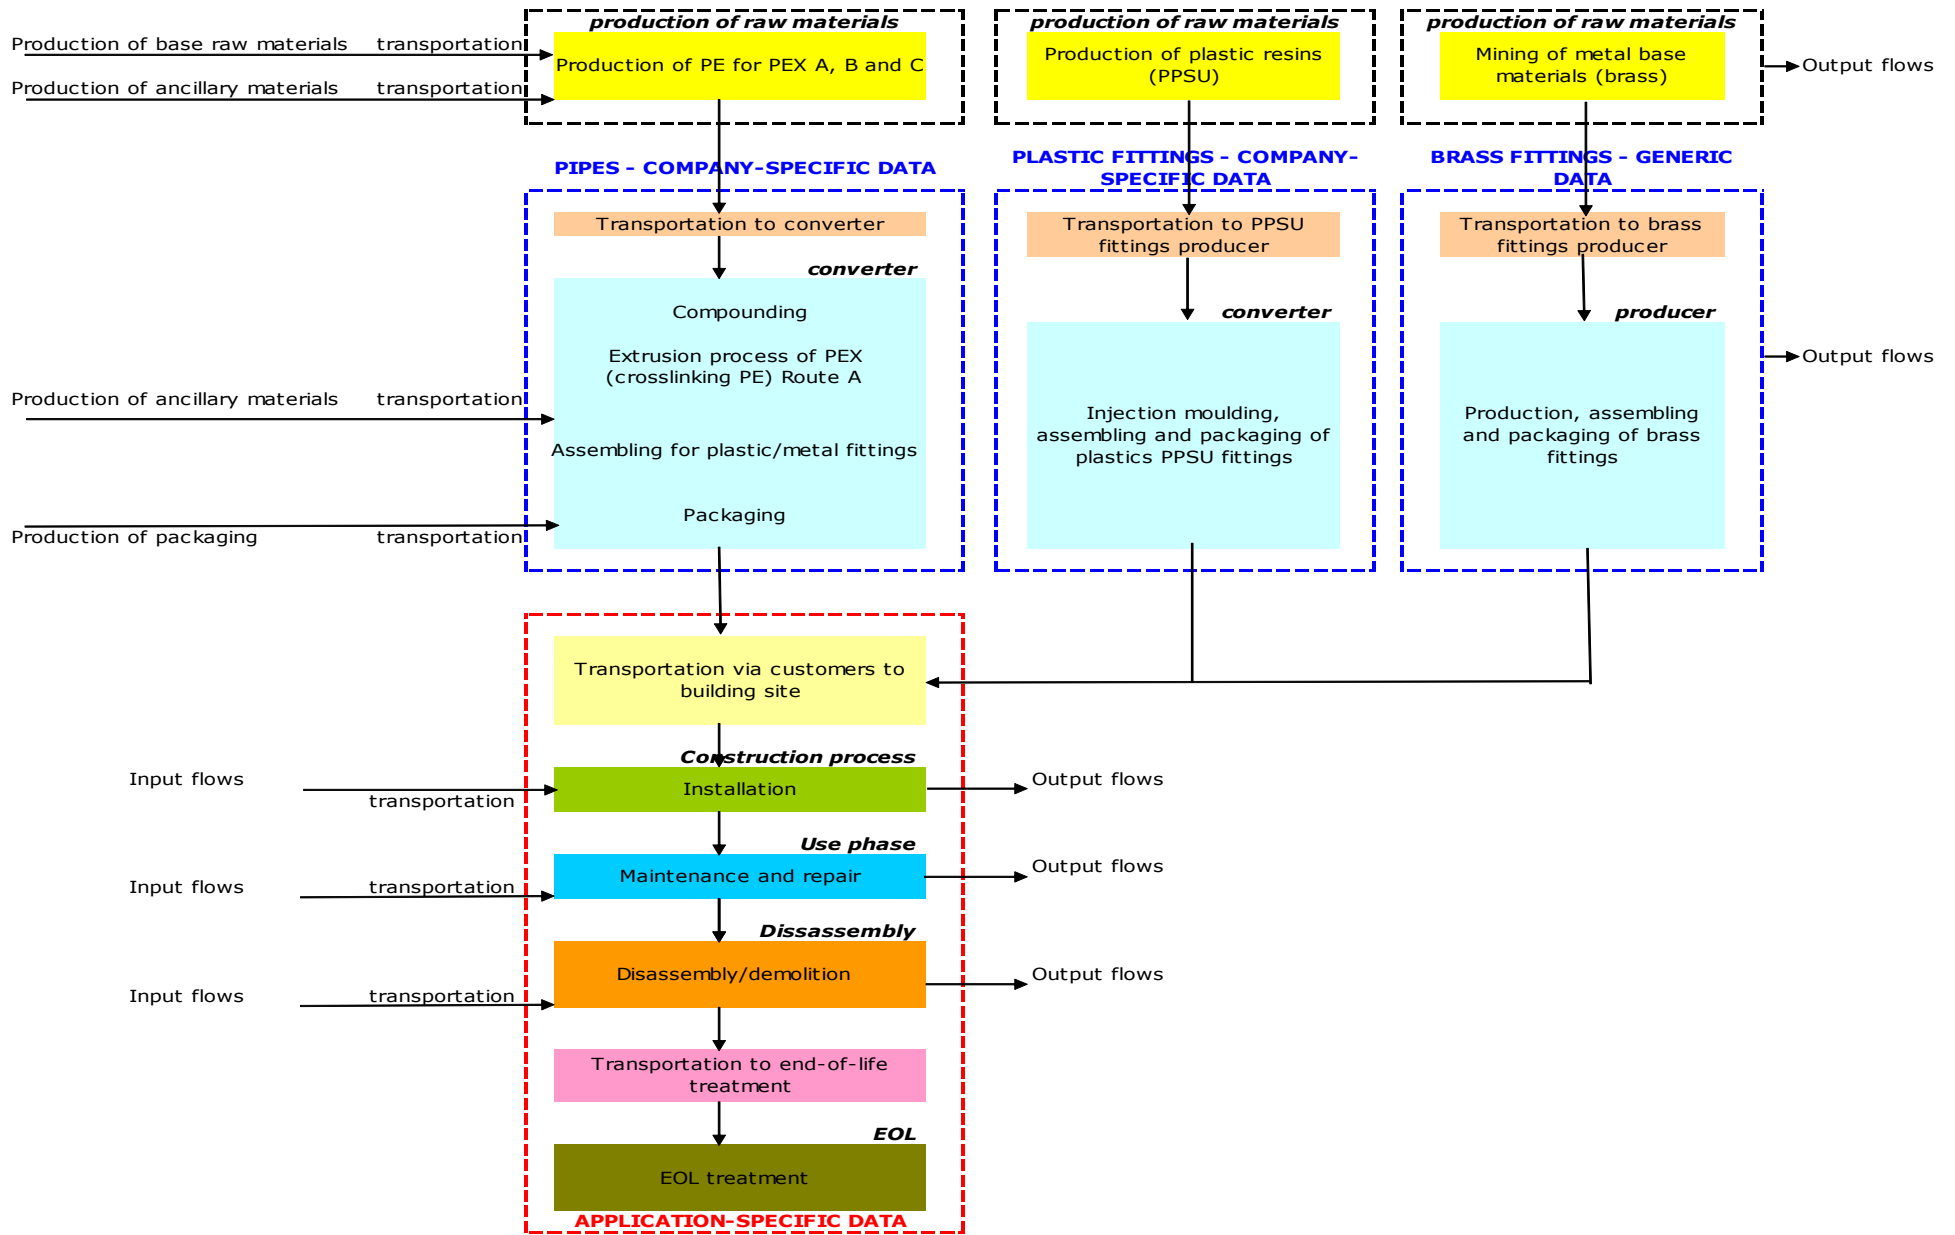 production of raw materials
production of raw materials
production of raw materials
Production of base raw materials transportation
Production of ancillary materials transportation
Production of PE for PEX A, B and C
Production of plastic resins
(PPSU)
Mining of metal base
materials (brass)
Output flows
PIPES - COMPANY-SPECIFIC DATA
PLASTIC FITTINGS - COMPANY-
SPECIFIC DATA
BRASS FITTINGS - GENERIC
DATA
Transportation to converter
Transportation to PPSU
fittings producer
Transportation to brass
fittings producer
converter
converter
producer
Compounding
Extrusion process of PEX
(crosslinking PE) Route A
Output flows
Production of ancillary materials transportation
Assembling for plastic/metal fittings
Injection moulding,
assembling and packaging of
plastics PPSU fittings
Production, assembling
and packaging of brass
fittings
Packaging
Production of packaging transportation
Transportation via customers to
building site
Construction process
Input flows
transportation
Installation
Output flows
Use phase
Input flows transportation
Maintenance and repair
Output flows
Dissassembly
Input flows transportation
Disassembly/demolition
Output flows
Transportation to end-of-life
treatment
EOL
EOL treatment
APPLICATION-SPECIFIC DATA